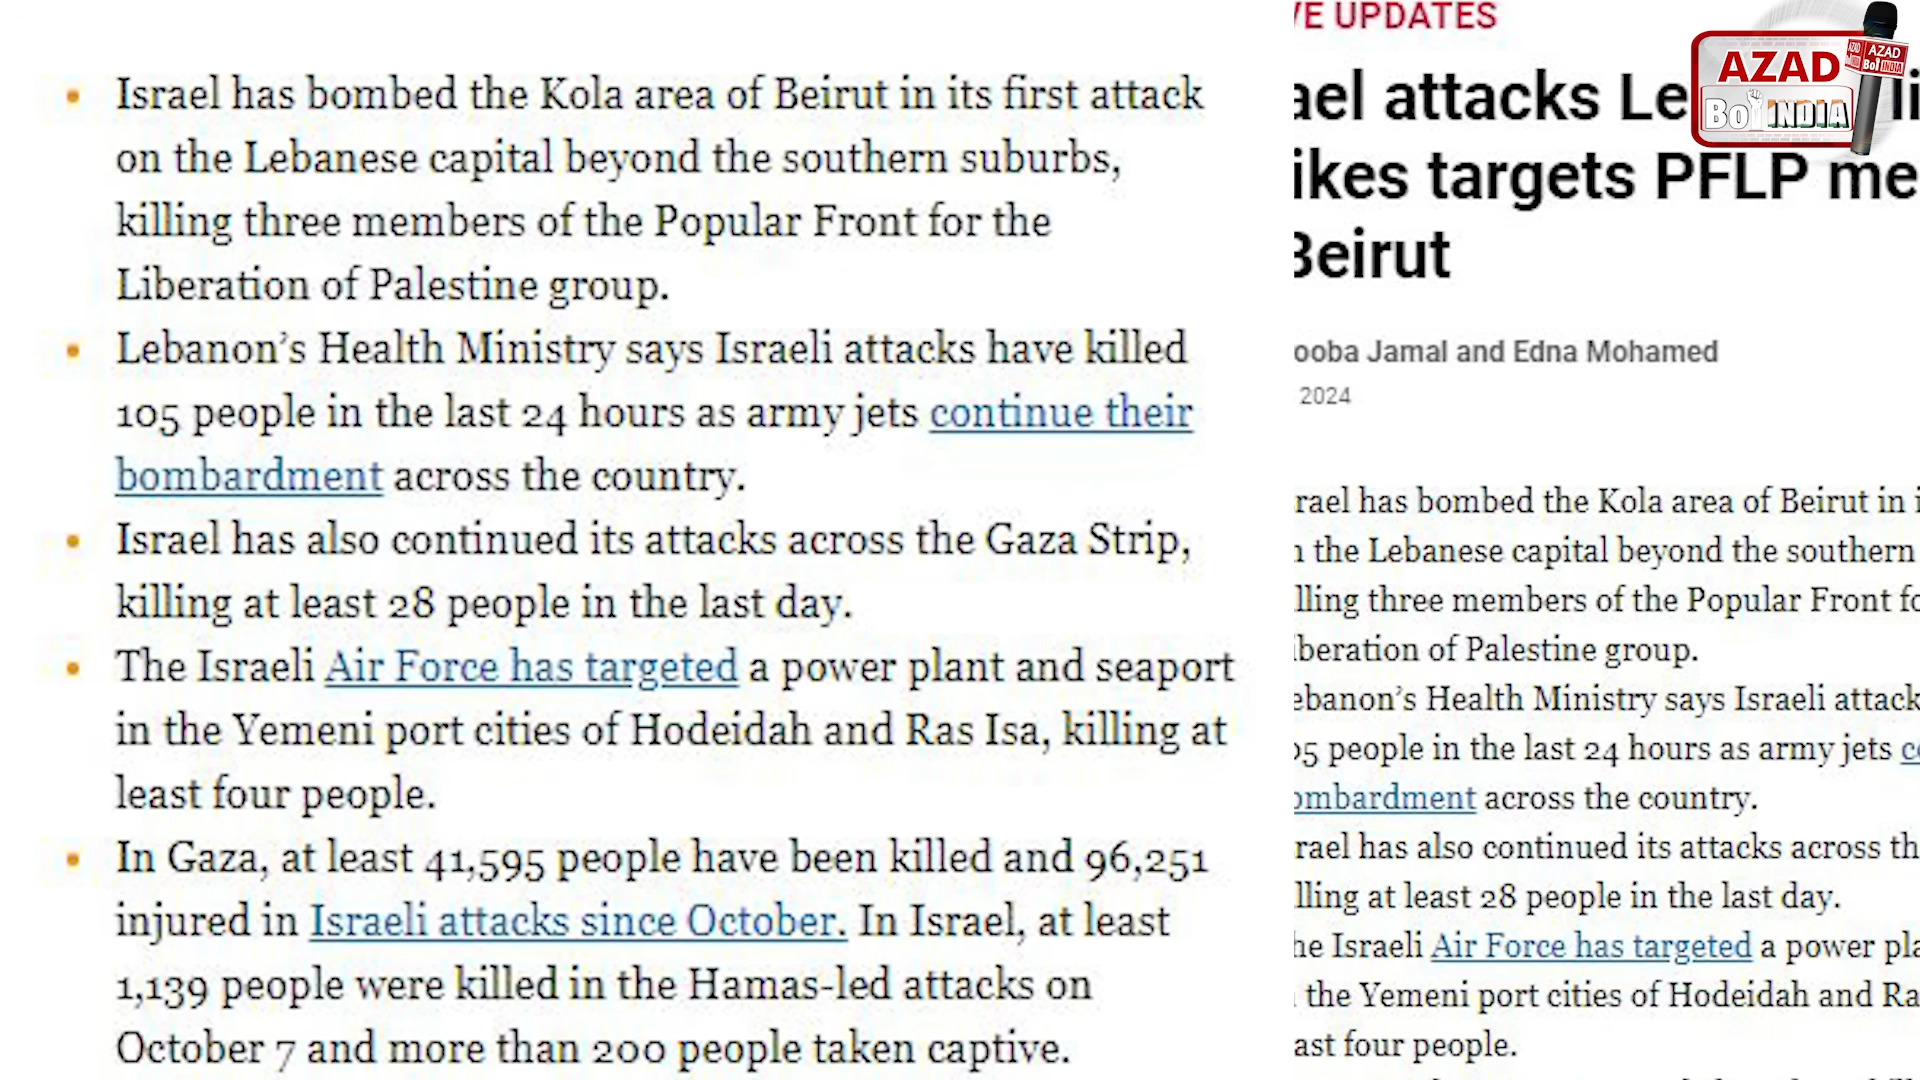 Israel has bombed the Kola area of Beirut in its first attack
on the Lebanese capital beyond the southern suburbs,
killing three members of the Popular Front for the
Liberation of Palestine group.
Lebanon’s Health Ministry says Israeli attacks have killed
105 people in the last 24 hours as army jets continue their
bombardment across the country.
Israel has also continued its attacks across the Gaza Strip,
killing at least 28 people in the last day.
The Israeli Air Force has targeted a power plant and seaport
in the Yemeni port cities of Hodeidah and Ras Isa, killing at
least four people.
In Gaza, at least 41,595 people have been killed and 96,251
injured in Israeli attacks since October. In Israel, at least
1,139 people were killed in the Hamas-led attacks on
October 7 and more than 200 people taken captive.
VE UPDATES
ael attacks Le
ikes targets PFLP me
Beirut
ooba Jamal and Edna Mohamed
2024
rael has bombed the Kola area of Beirut in i
the Lebanese capital beyond the southern
lling three members of the Popular Front fo
beration of Palestine group.
ebanon’s Health Ministry says Israeli attack
05 people in the last 24 hours as army jets c
ombardment across the country.
rael has also continued its attacks across th
lling at least 28 people in the last day.
he Israeli Air Force has targeted a power pla
the Yemeni port cities of Hodeidah and Ra
ast four people.
AZAD
Bol INDIA
AZAD
Bol INDIA